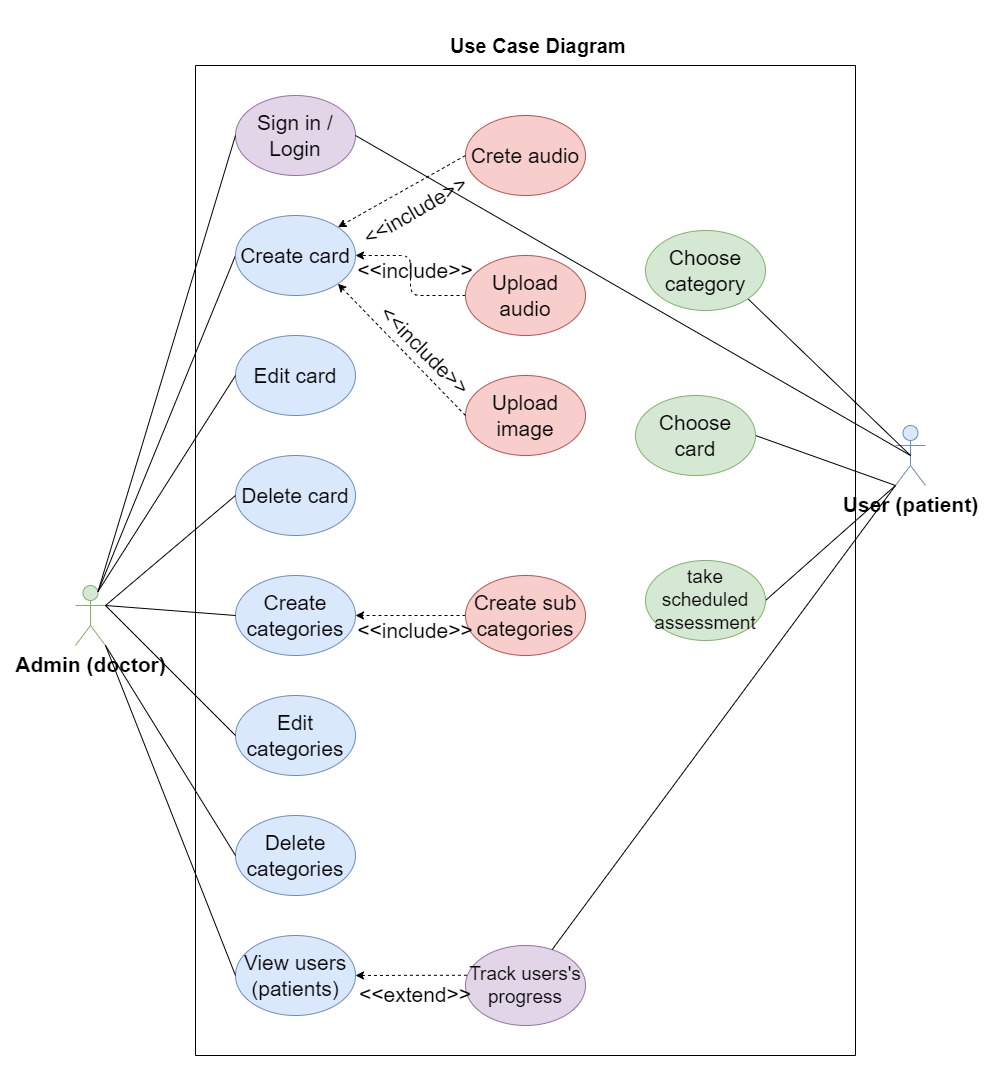 Use Case Diagram
Sign in /
Login
Crete audio
<<include>>
Create card
<<include>>
Upload
audio
Choose
category
<<include>>
Edit card
Upload
image
Choose
card
Delete card
User (patient)
Create
categories
<<include>>
Create sub
categories
take
scheduled
assessment
Admin (doctor)
Edit
categories
Delete
categories
View users
(patients)
<<extend>>
Track users's
progress